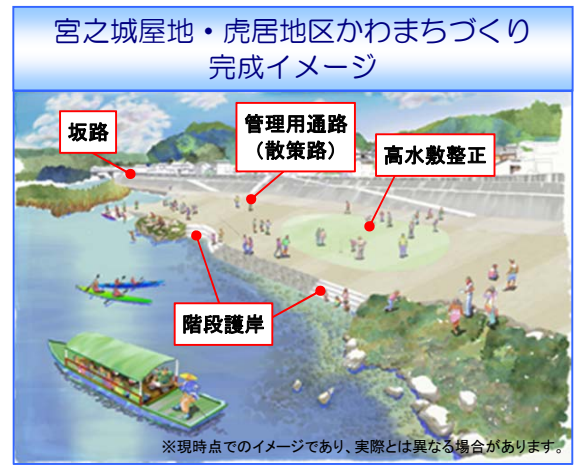 宮之城屋地・虎居地区かわまちづくり
完成イメージ
坂路
管理用通路
（散策路）
高水敷整正
階段護岸
※現時点でのイメージであり、実際とは異なる場合があります。